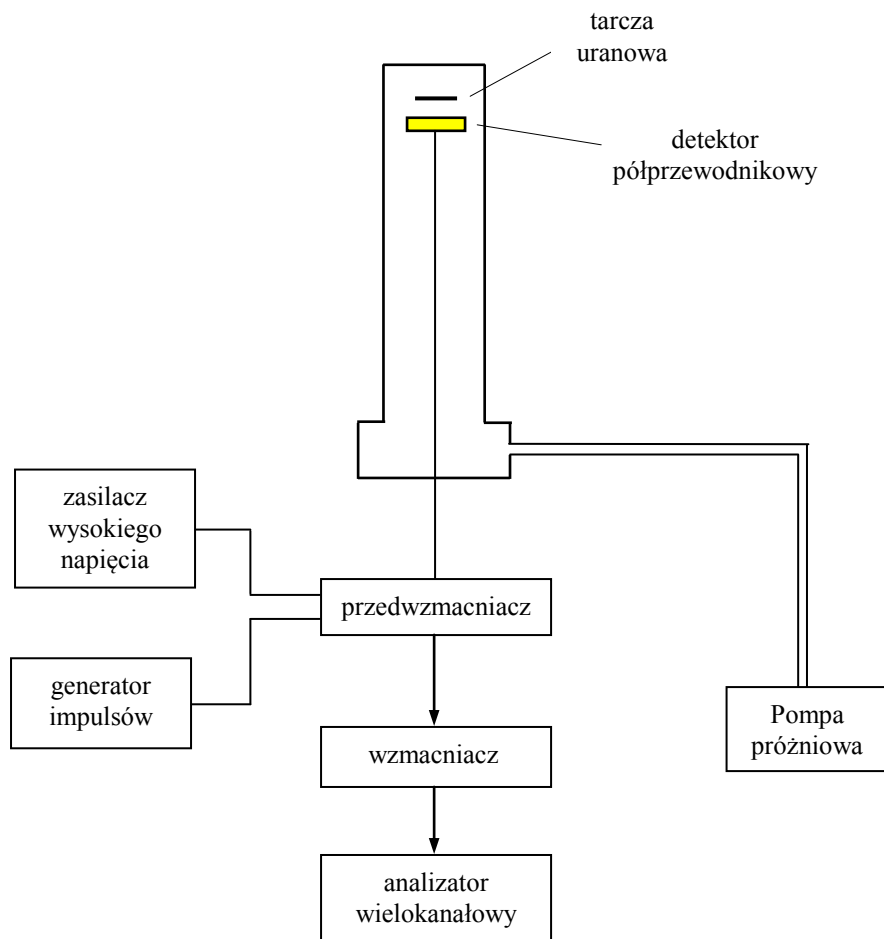 tarcza
uranowa
detektor
półprzewodnikowy
zasilacz
wysokiego
napięcia
przedwzmacniacz
generator
impulsów
wzmacniacz
Pompa
próżniowa
analizator
wielokanałowy